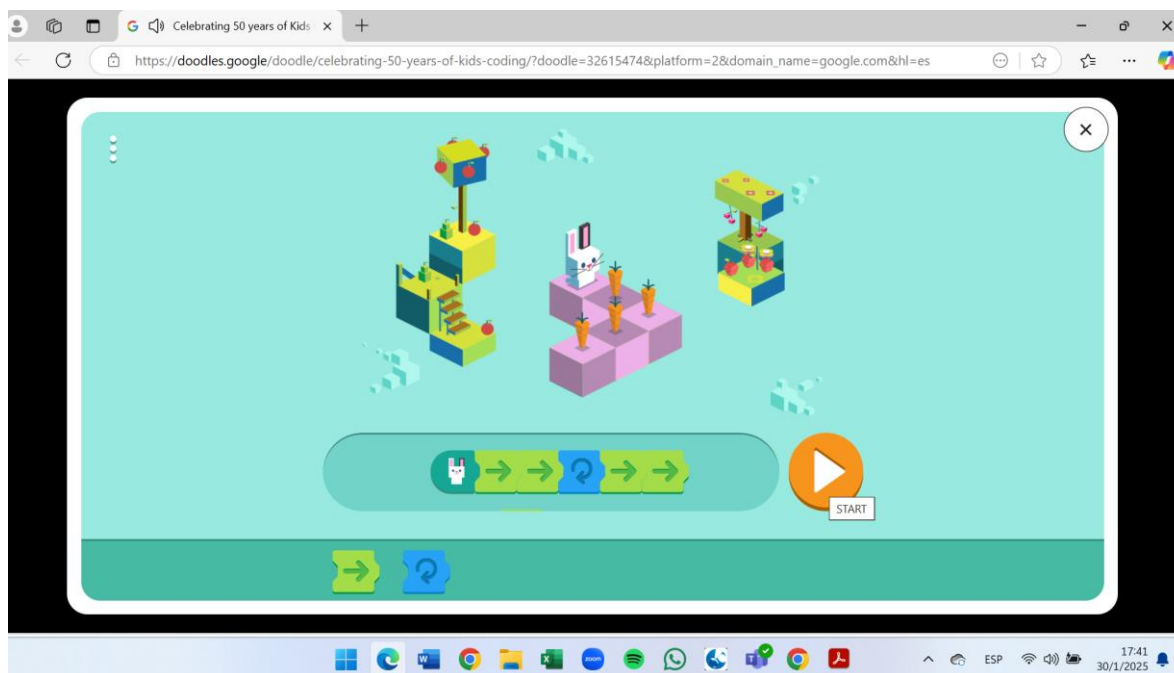 Celebrating 50 years of Kids
https://doodles.google/doodle/celebrating-50-years-of-kids-coding/?doodle=32615474&platform=2&domain_name=google.com&hl=es
START
zoom
ESP
17:41
30/1/2025